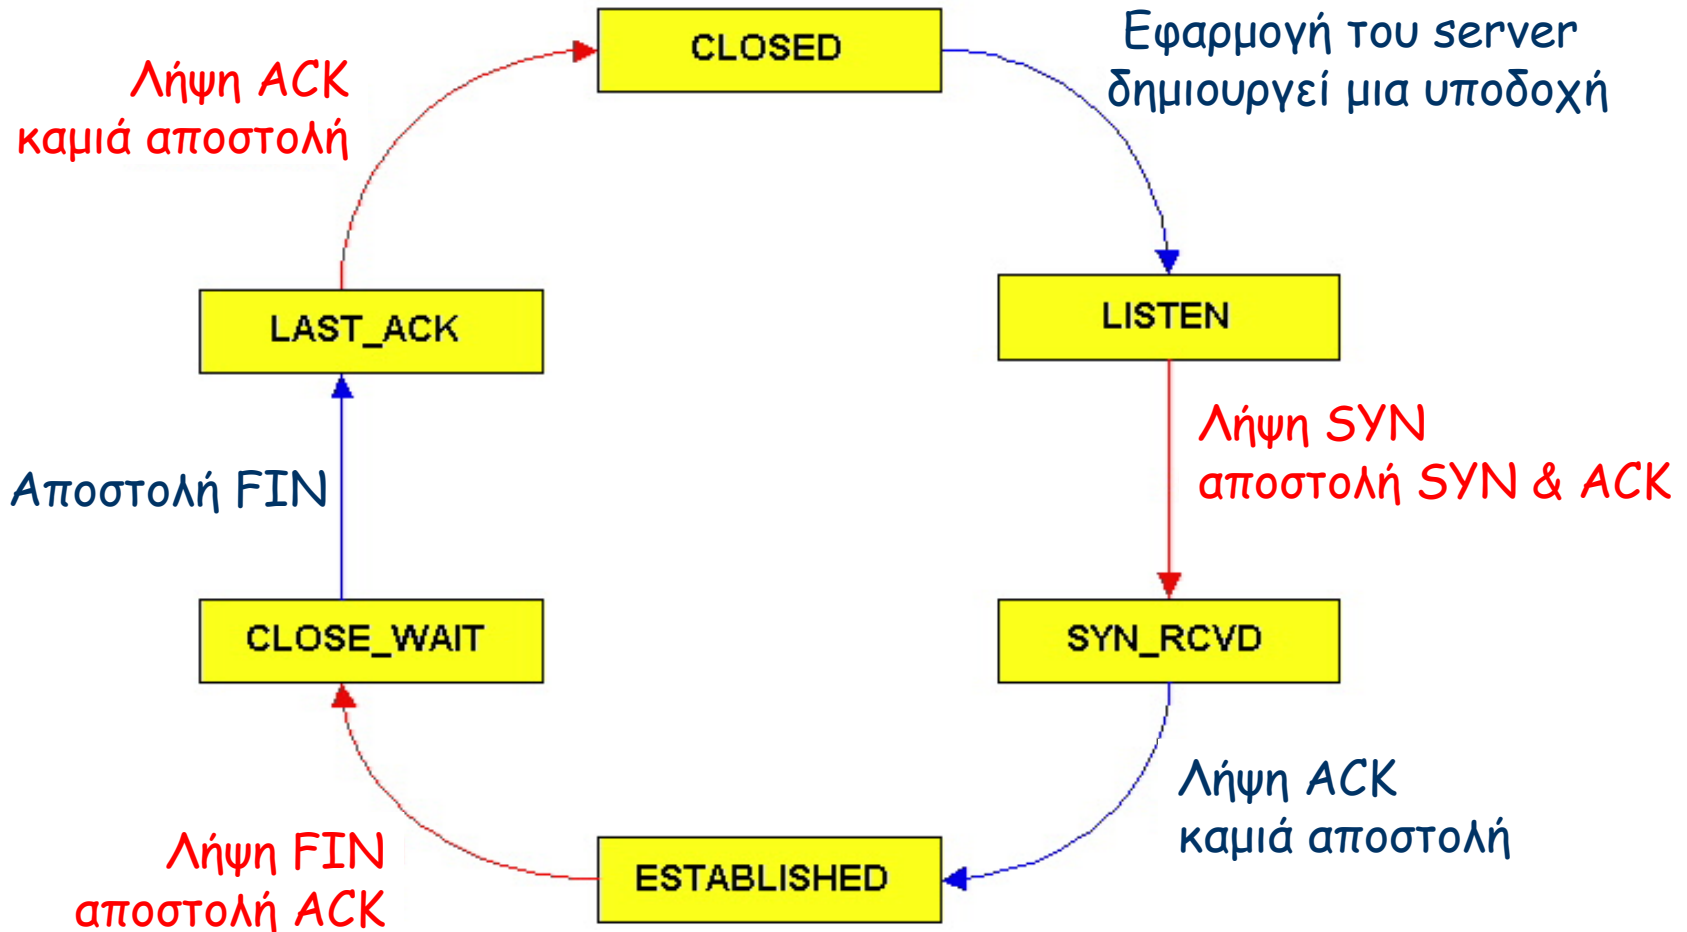 CLOSED
Εφαρμογή του server
δημιουργεί μια υποδοχή
Λήψη ACK
καμιά αποστολή
LISTEN
LAST_ACK
Λήψη SYN
αποστολή SYN & ACK
Αποστολή FIN
CLOSE_WAIT
SYN_RCVD
Λήψη ACK
καμιά αποστολή
Λήψη FIN
αποστολή ACK
ESTABLISHED